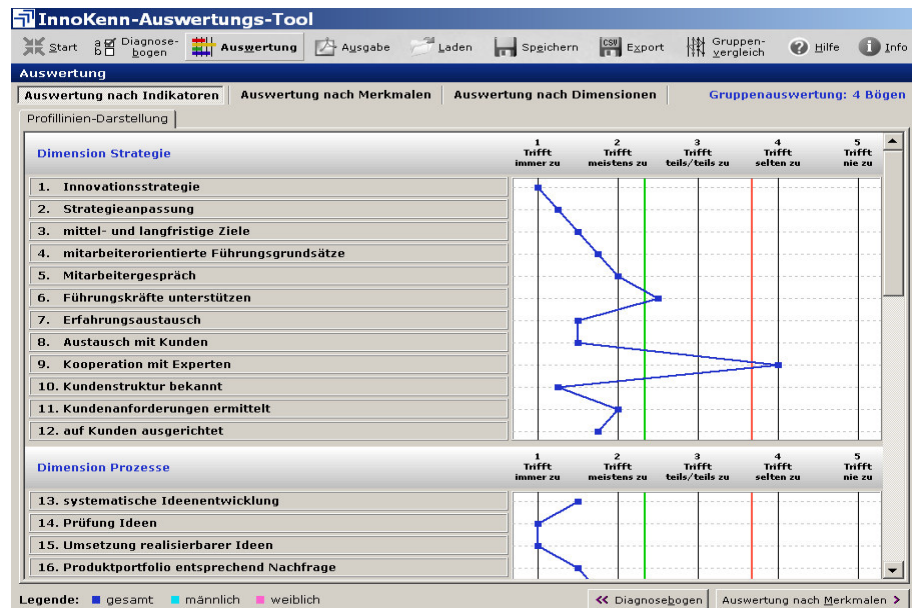 InnoKenn-Auswertungs-Tool
Start
a b Diagnose-
bogen
Auswertung
Ausgabe
Laden
Speichern
CSV Export
Gruppen-
vergleich
Hilfe
Info
Auswertung
Auswertung nach Indikatoren Auswertung nach Merkmalen Auswertung nach Dimensionen Gruppenauswertung: 4 Bögen
Profillinien-Darstellung
Dimension Strategie
1 2 3 4 5
Trifft Trifft Trifft Trifft Trifft
immer zu meistens zu teils/teils zu selten zu nie zu
1. Innovationsstrategie
2. Strategieanpassung
3. mittel- und langfristige Ziele
4. mitarbeiterorientierte Führungsgrundsätze
5. Mitarbeitergespräch
6. Führungskräfte unterstützen
7. Erfahrungsaustausch
8. Austausch mit Kunden
9. Kooperation mit Experten
10. Kundenstruktur bekannt
11. Kundenanforderungen ermittelt
12. auf Kunden ausgerichtet
Dimension Prozesse
1 2 3 4 5
Trifft Trifft Trifft Trifft Trifft
immer zu meistens zu teils/teils zu selten zu nie zu
13. systematische Ideenentwicklung
14. Prüfung Ideen
15. Umsetzung realisierbarer Ideen
16. Produktportfolio entsprechend Nachfrage
Legende: gesamt männlich weiblich
<< Diagnosebogen Auswertung nach Merkmalen >